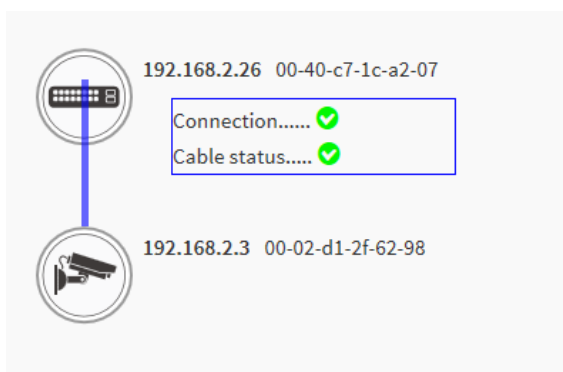 192.168.2.26 00-40-c7-1c-a2-07
Connection......
Cable status.....
192.168.2.3 00-02-d1-2f-62-98